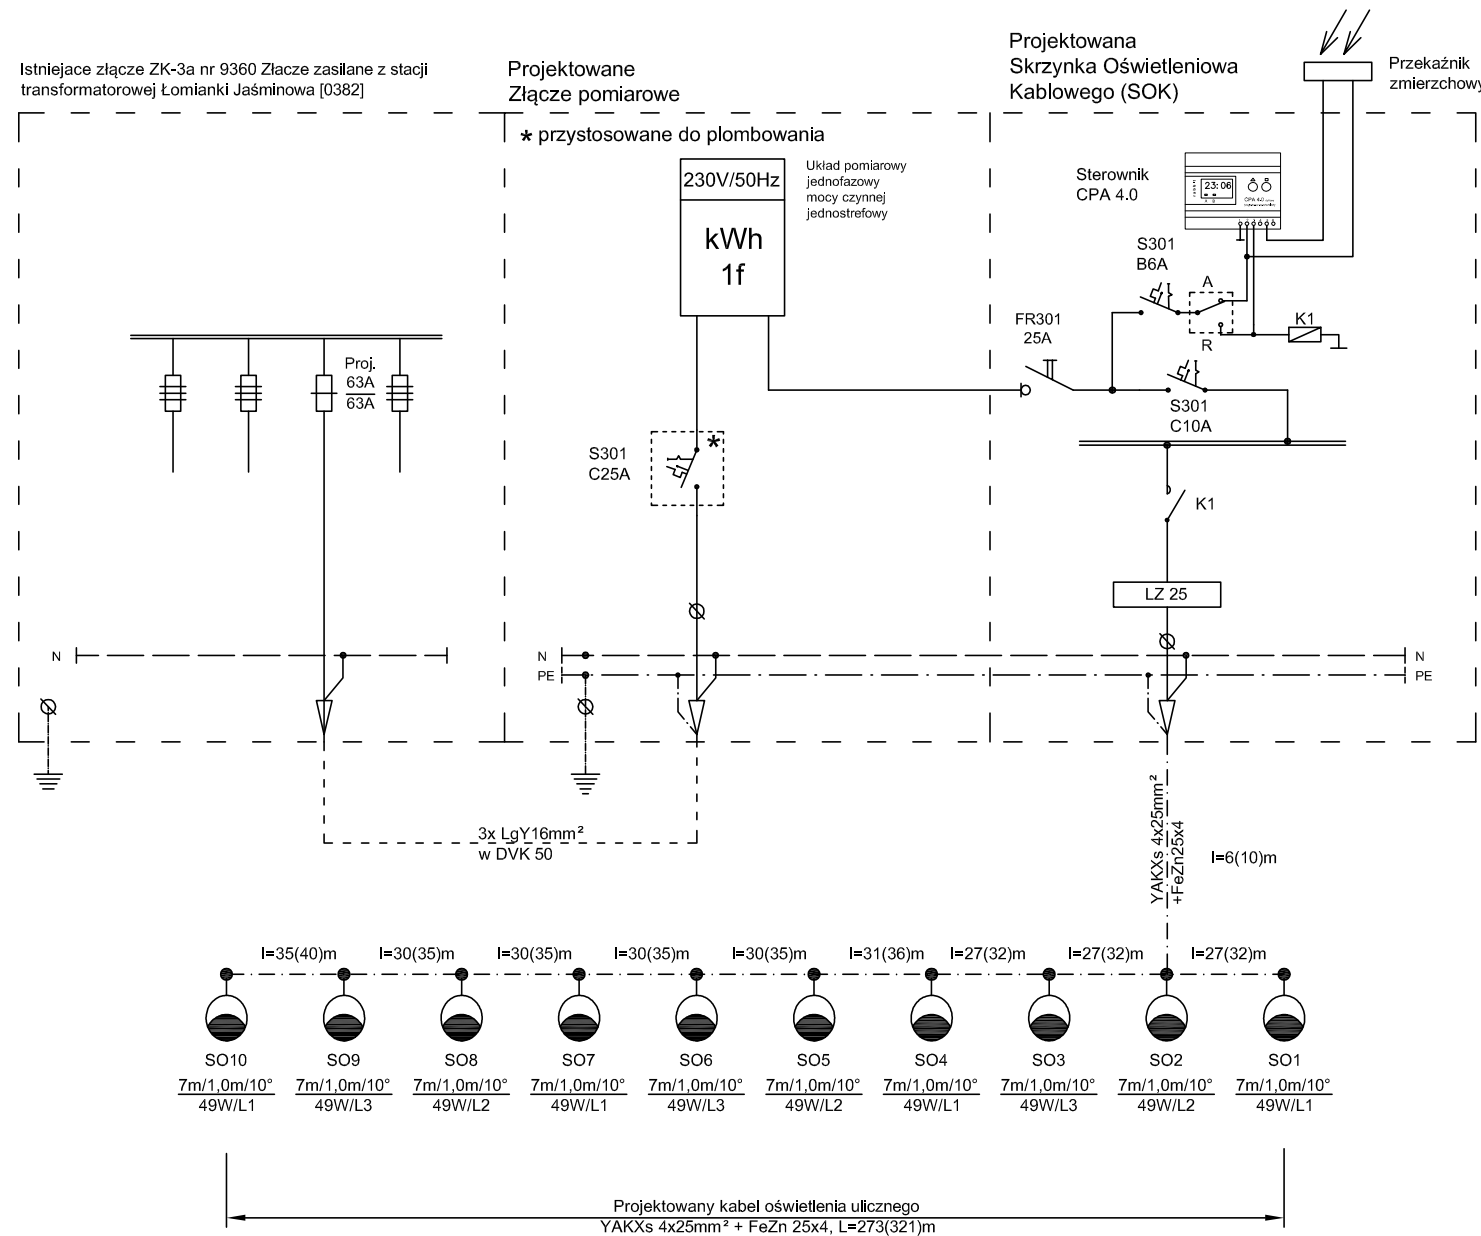 Istniejace złącze ZK-3a nr 9360 Złacze zasilane z stacji
transformatorowej Łomianki Jaśminowa [0382]
Projektowane
Złącze pomiarowe
Projektowana
Skrzynka Oświetleniowa
Kablowego (SOK)
Przekaźnik
zmierzchowy
* przystosowane do plombowania
230V/50Hz
kWh
1f
Układ pomiarowy
jednofazowy
mocy czynnej
jednostrefowy
Sterownik
CPA 4.0
23:06
CPA 4.0
S301
B6A
A
R
K1
FR301
25A
S301
C10A
Proj.
63A
63A
S301
C25A
*
K1
LZ 25
N
N
PE
N
PE
3x LgY16mm²
w DVK 50
YAKXs 4x25mm²
+FeZn25x4
l=6(10)m
l=35(40)m l=30(35)m l=30(35)m l=30(35)m l=30(35)m l=31(36)m l=27(32)m l=27(32)m l=27(32)m
SO10 SO9 SO8 SO7 SO6 SO5 SO4 SO3 SO2 SO1
7m/1,0m/10° 7m/1,0m/10° 7m/1,0m/10° 7m/1,0m/10° 7m/1,0m/10° 7m/1,0m/10° 7m/1,0m/10° 7m/1,0m/10° 7m/1,0m/10° 7m/1,0m/10°
49W/L1 49W/L3 49W/L2 49W/L1 49W/L3 49W/L2 49W/L1 49W/L3 49W/L2 49W/L1
Projektowany kabel oświetlenia ulicznego
YAKXs 4x25mm² + FeZn 25x4, L=273(321)m